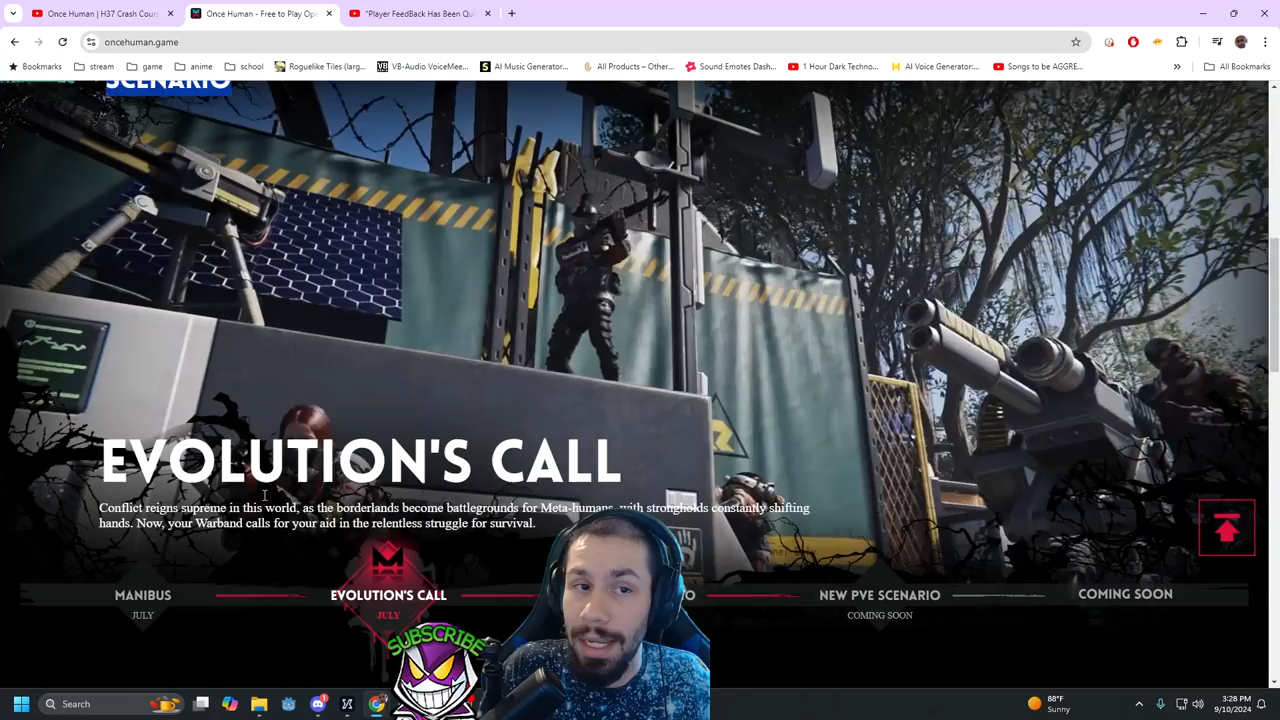 Once Human | H37 Crash Cours
Once Human - Free to Play Ope
"Player FeedBack Has Been Qu
oncehuman.game
Bookmarks
stream
game
anime
school
Roguelike Tiles (larg...
VB-Audio VoiceMee...
AI Music Generator:...
All Products – Other...
Sound Emotes Dash...
1 Hour Dark Techno...
AI Voice Generator:...
Songs to be AGGRE...
All Bookmarks
SCENARIO
EVOLUTION'S CALL
Conflict reigns supreme in this world, as the borderlands become battlegrounds for Meta-humans, with strongholds constantly shifting
hands. Now, your Warband calls for your aid in the relentless struggle for survival.
MANIBUS
JULY
EVOLUTION'S CALL
JULY
NEW PVE SCENARIO
COMING SOON
COMING SOON
SUBSCRIBE
Search
88°F
Sunny
3:28 PM
9/10/2024